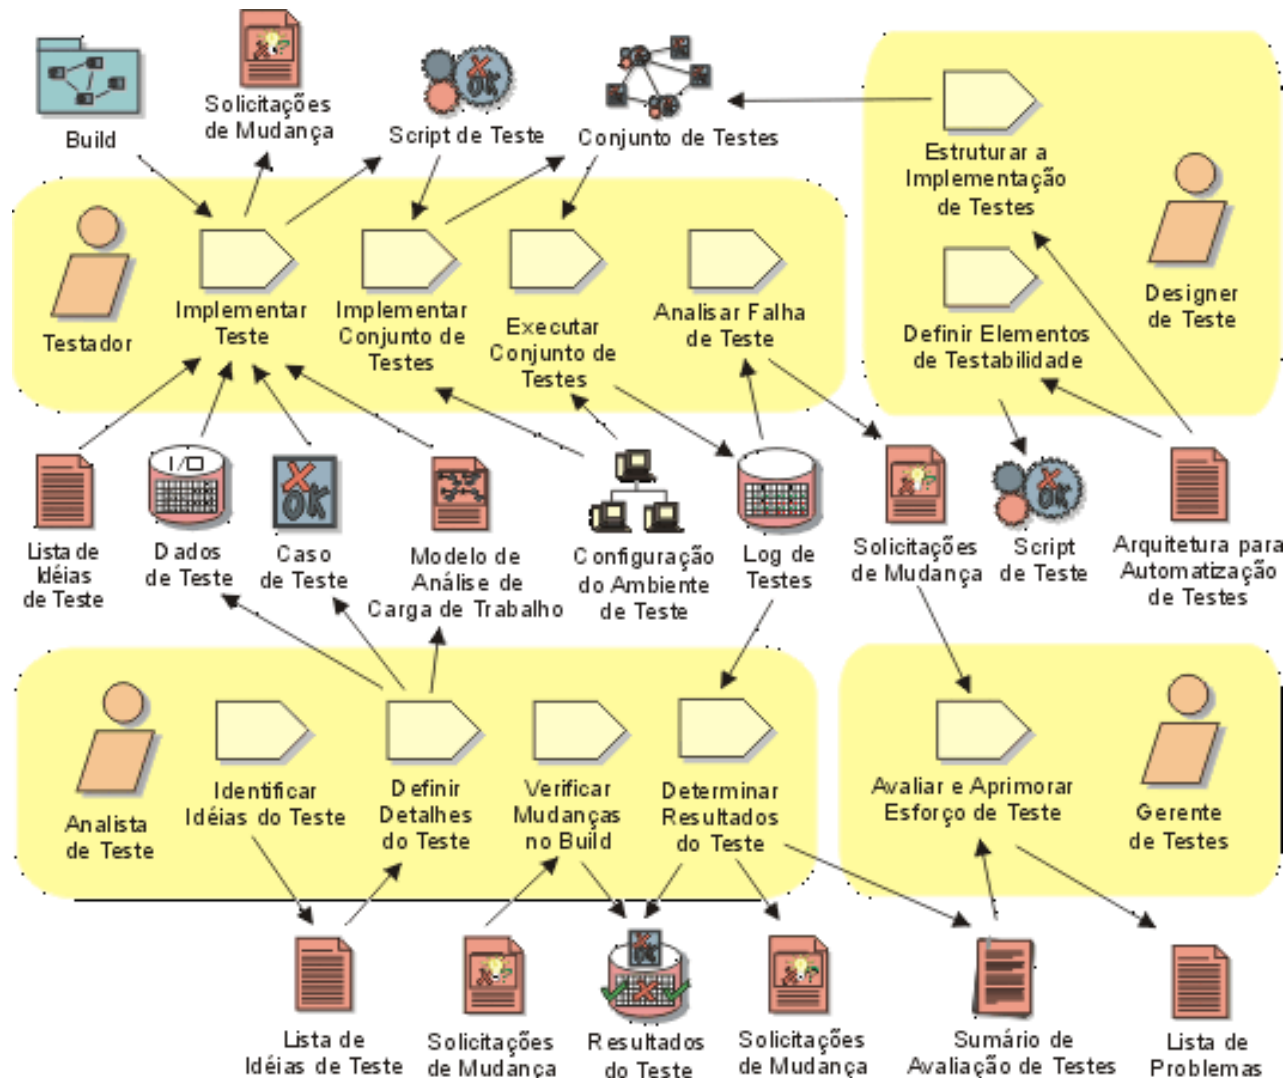 Build
Solicitações
de Mudança
Script de Teste
Conjunto de Testes
Estruturar a
Implementação
de Testes
Testador
Implementar
Teste
Implementar
Conjunto de
Testes
Executar
Conjunto de
Testes
Analisar Falha
de Teste
Definir Elementos
de Testabilidade
Designer
de Teste
Lista de
Idéias
de Teste
I/O
Dados
de Teste
X
OK
Caso
de Teste
Modelo de
Análise de
Carga de Trabalho
Configuração
do Ambiente
de Teste
Log de
Testes
Solicitações
de Mudança
Script
de Teste
Arquitetura para
Automatização
de Testes
Analista
de Teste
Identificar
Idéias do Teste
Definir
Detalhes
do Teste
Verificar
Mudanças
no Build
Determinar
Resultados
do Teste
Avaliar e Aprimorar
Esforço de Teste
Gerente
de Testes
Lista de
Idéias de Teste
Solicitações
de Mudança
Resultados
do Teste
Solicitações
de Mudança
Sumário de
Avaliação de Testes
Lista de
Problemas